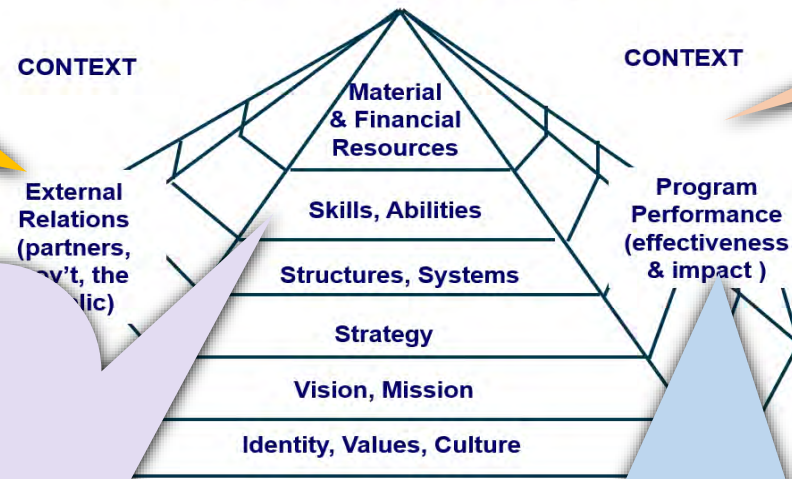 CONTEXT
CONTEXT
Material
& Financial
Resources
External
Relations
(partners,
the
Program
Performance
(effectiveness
& impact )
Skills, Abilities
Structures, Systems
Strategy
Vision, Mission
Identity, Values, Culture